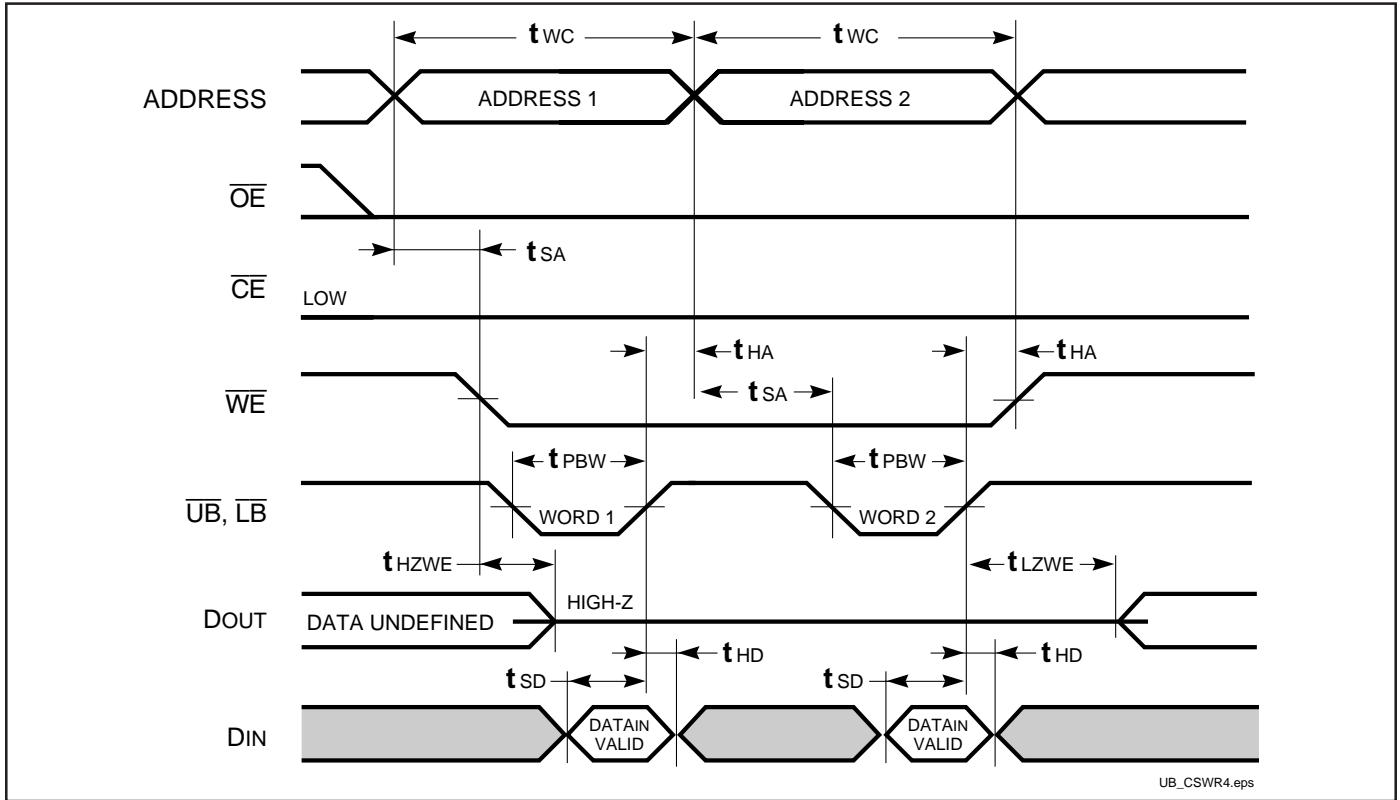 tWC tWC
ADDRESS ADDRESS 1 ADDRESS 2
OE
tSA
CE LOW
tHA tHA
WE tSA
tPBW tPBW
UB, LB WORD 1 WORD 2
tHZWE tLZWE
DOUT DATA UNDEFINED HIGH-Z
tHD tHD
tSD tSD
DIN DATAIN VALID DATAIN VALID
UB_CSWR4.eps